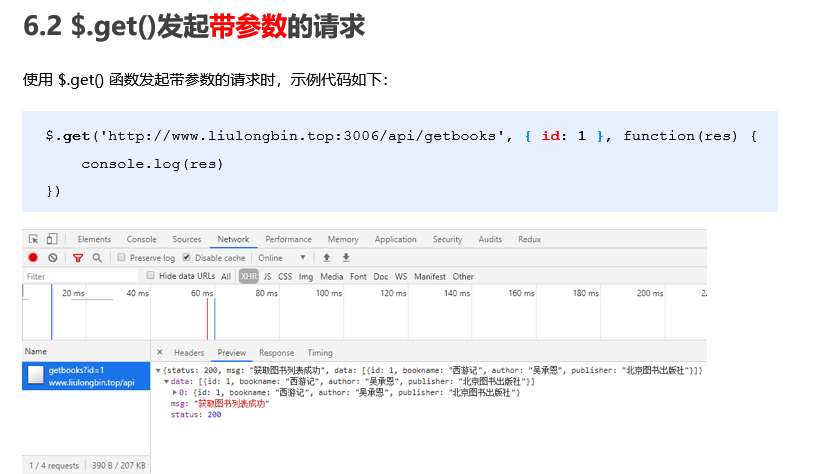 6.2 $.get()发起带参数的请求
使用 $.get() 函数发起带参数的请求时，示例代码如下：
$.get('http://www.liulongbin.top:3006/api/getbooks', { id: 1 }, function(res) {
console.log(res)
})
Elements Console Sources Network Performance Memory Application Security Audits Redux
Preserve log Disable cache Online
Filter Hide data URLs All XHR JS CSS Img Media Font Doc WS Manifest Other
20 ms 40 ms 60 ms 80 ms 100 ms 120 ms 140 ms 160 ms 180 ms 200 ms
Name × Headers Preview Response Timing
getbooks?id=1
www.liulongbin.top/api
{status: 200, msg: "获取图书列表成功", data: [{id: 1, bookname: "西游记", author: "吴承恩", publisher: "北京图书出版社"}]}
data: [{id: 1, bookname: "西游记", author: "吴承恩", publisher: "北京图书出版社"}]
0: {id: 1, bookname: "西游记", author: "吴承恩", publisher: "北京图书出版社"}
msg: "获取图书列表成功"
status: 200
1 / 4 requests 390 B / 207 KB